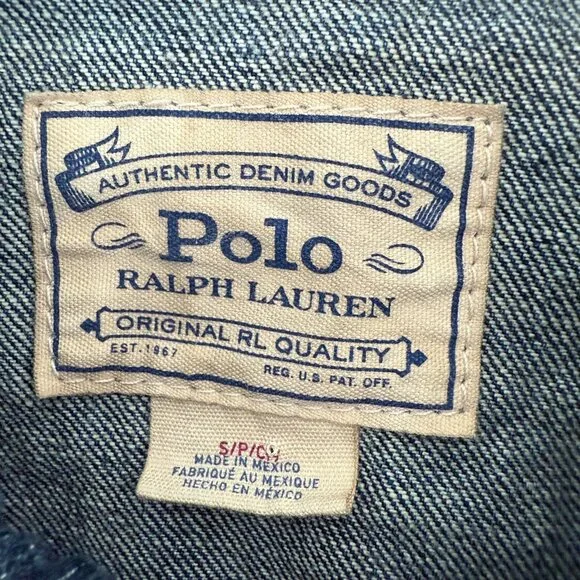 AUTHENTIC DENIM GOODS
Polo
RALPH LAUREN
ORIGINAL RL QUALITY
EST. 1967
REG. U.S. PAT. OFF.
S/P/CH
MADE IN MEXICO
FABRIQUÉ AU MEXIQUE
HECHO EN MÉXICO